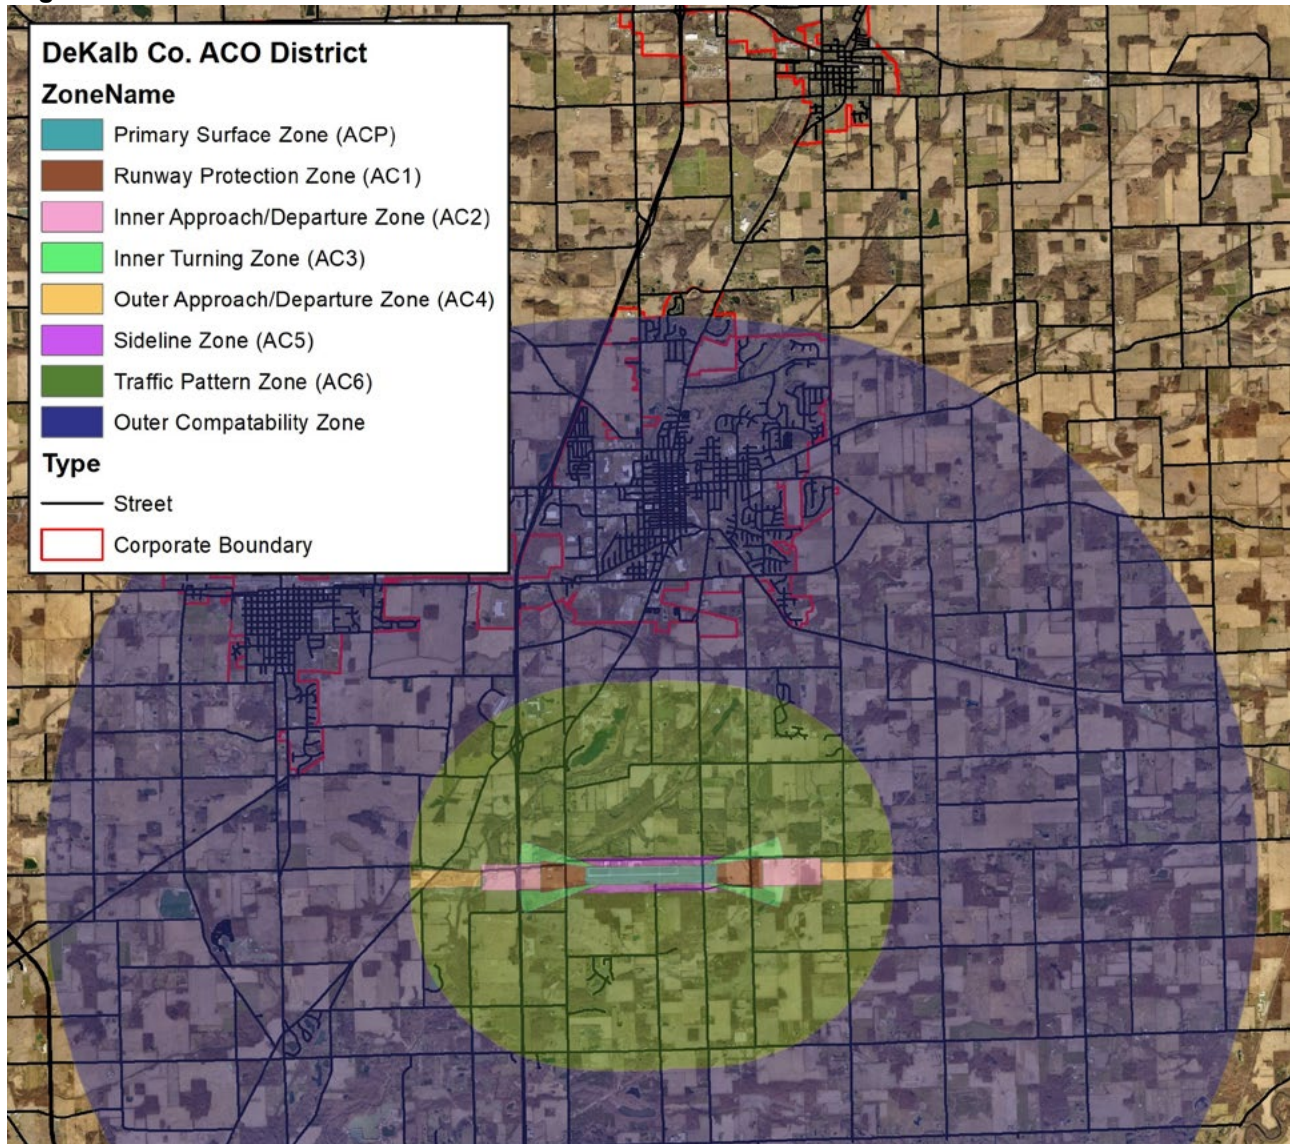 DeKalb Co. ACO District
ZoneName
Primary Surface Zone (ACP)
Runway Protection Zone (AC1)
Inner Approach/Departure Zone (AC2)
Inner Turning Zone (AC3)
Outer Approach/Departure Zone (AC4)
Sideline Zone (AC5)
Traffic Pattern Zone (AC6)
Outer Compatability Zone
Type
Street
Corporate Boundary